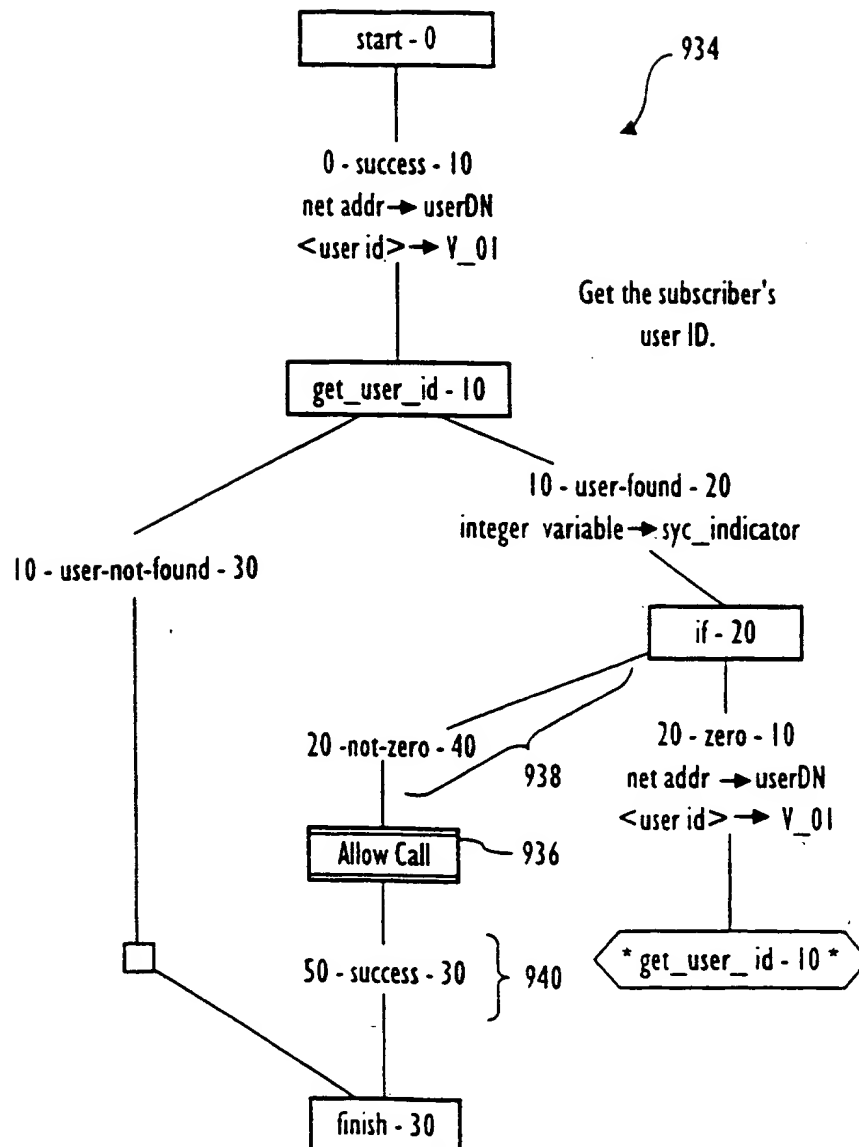 start - 0
934
0 - success - 10
net addr → userDN
<user id> → V_01
Get the subscriber's
user ID.
get_user_id - 10
10 - user-found - 20
integer variable → syc_indicator
10 - user-not-found - 30
if - 20
20 -not-zero - 40
938
20 - zero - 10
net addr → userDN
<user id> → V_01
Allow Call
936
* get_user_ id - 10 *
50 - success - 30
940
finish - 30